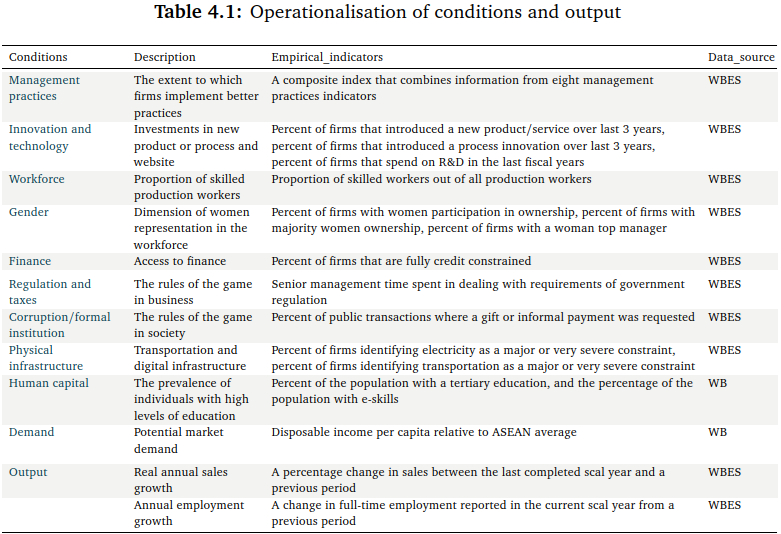 Table 4.1: Operationalisation of conditions and output
Conditions Description Empirical_indicators Data_source
Management The extent to which A composite index that combines information from eight management WBES
practices firms implement better practices indicators
practices
Innovation and Investments in new Percent of firms that introduced a new product/service over last 3 years, WBES
technology product or process and percent of firms that introduced a process innovation over last 3 years,
website percent of firms that spend on R&D in the last fiscal years
Workforce Proportion of skilled Proportion of skilled workers out of all production workers WBES
production workers
Gender Dimension of women Percent of firms with women participation in ownership, percent of firms with WBES
representation in the majority women ownership, percent of firms with a woman top manager
workforce
Finance Access to finance Percent of firms that are fully credit constrained WBES
Regulation and The rules of the game Senior management time spent in dealing with requirements of government WBES
taxes in business regulation
Corruption/formal The rules of the game Percent of public transactions where a gift or informal payment was requested WBES
institution in society
Physical Transportation and Percent of firms identifying electricity as a major or very severe constraint, WBES
infrastructure digital infrastructure percent of firms identifying transportation as a major or very severe constraint
Human capital The prevalence of Percent of the population with a tertiary education, and the percentage of the WB
individuals with high population with e-skills
levels of education
Demand Potential market Disposable income per capita relative to ASEAN average WB
demand
Output Real annual sales A percentage change in sales between the last completed scal year and a WBES
growth previous period
Annual employment A change in full-time employment reported in the current scal year from a WBES
growth previous period